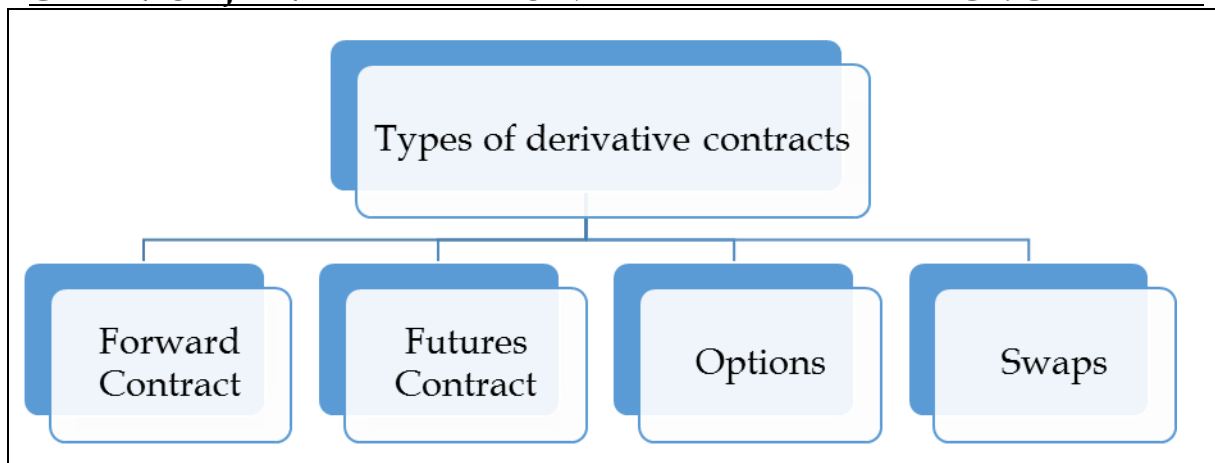 Types of derivative contracts
Forward
Contract
Futures
Contract
Options
Swaps